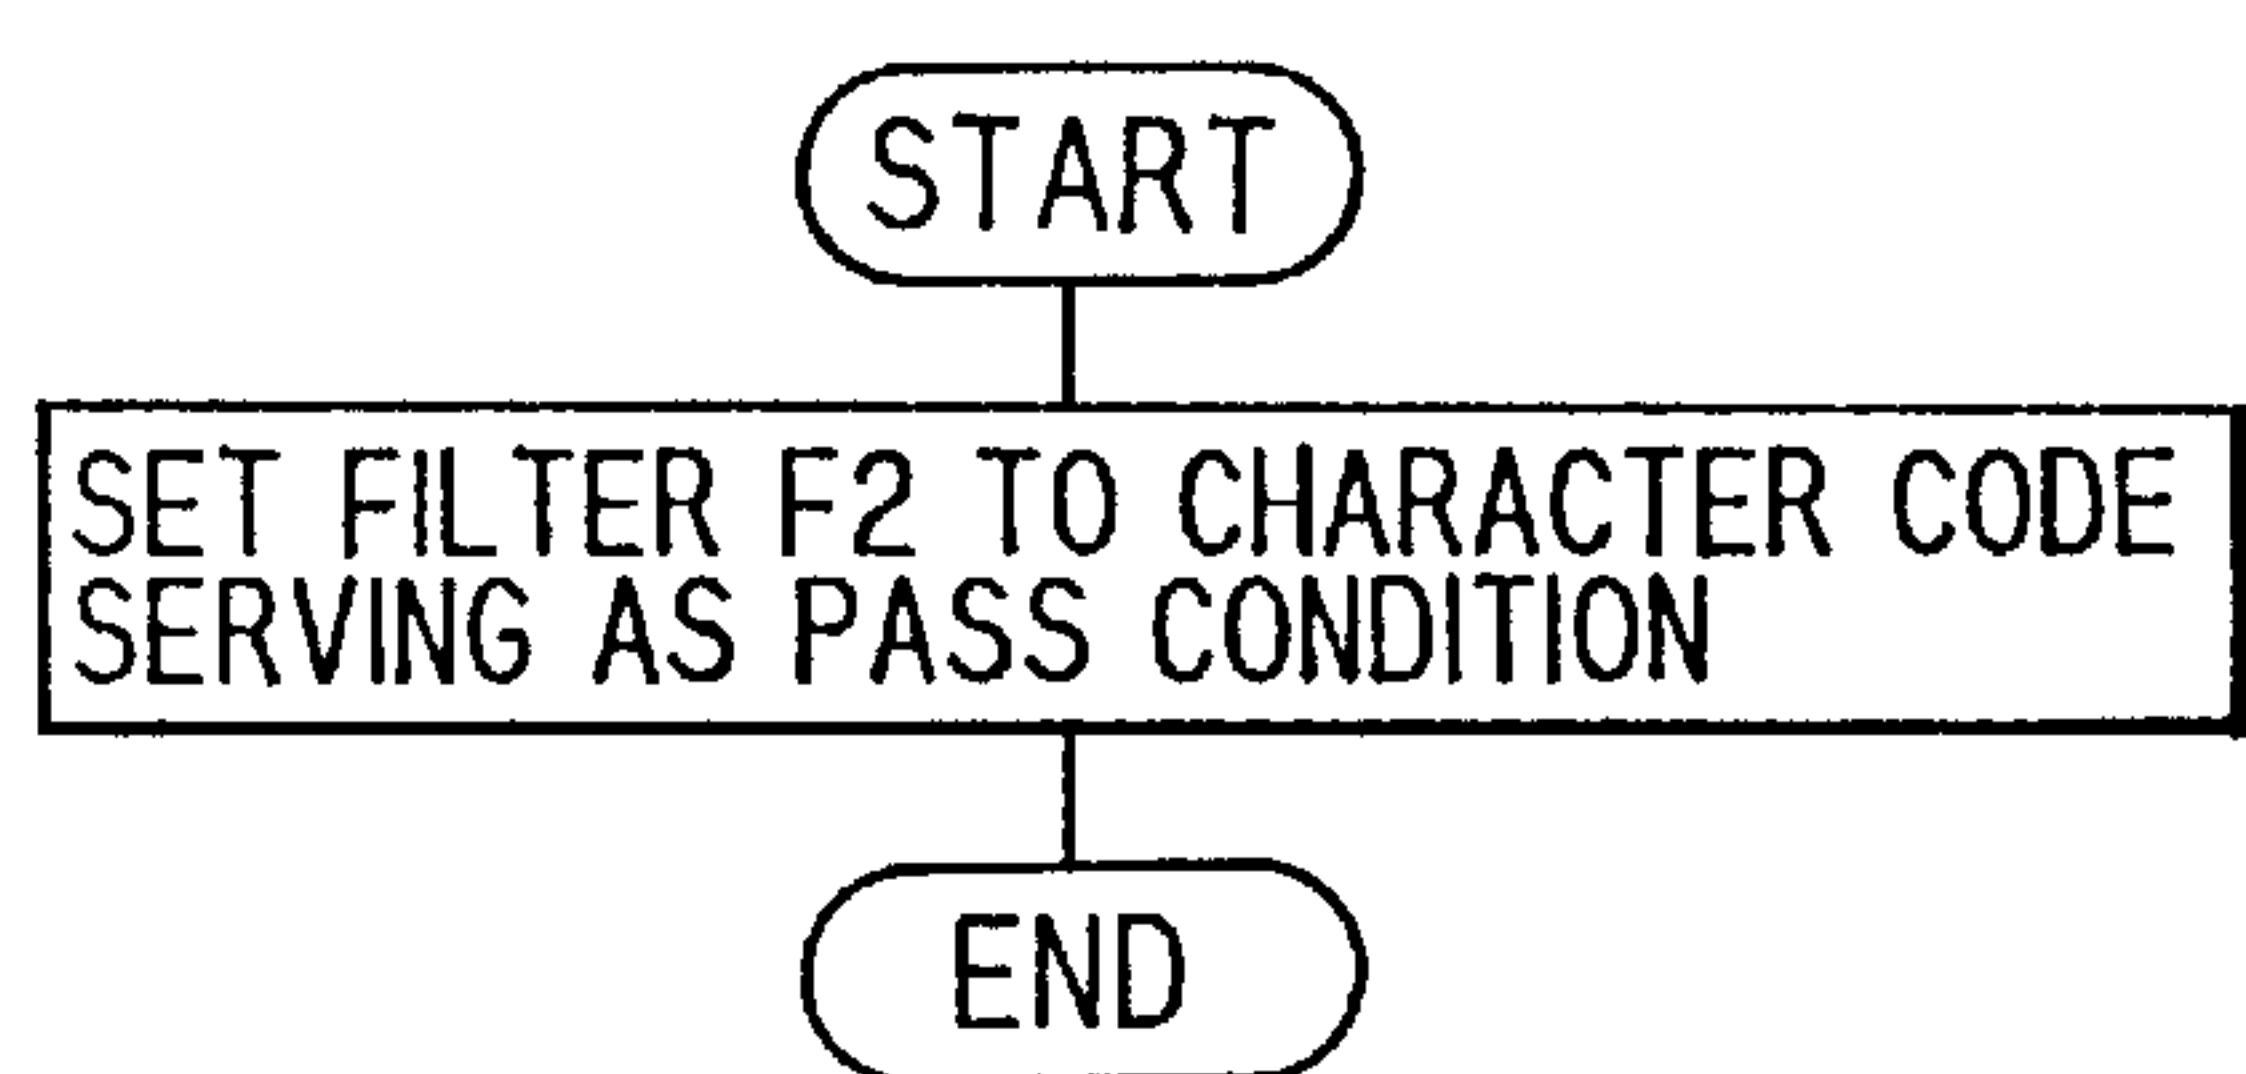 START
SET FILTER F2 TO CHARACTER CODE
SERVING AS PASS CONDITION
END